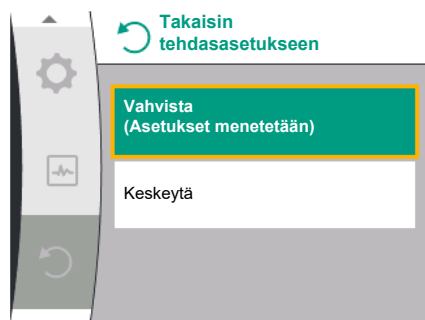 Takaisin
tehdasasetukseen
Vahvista
(Asetukset menetetään)
Keskeytä